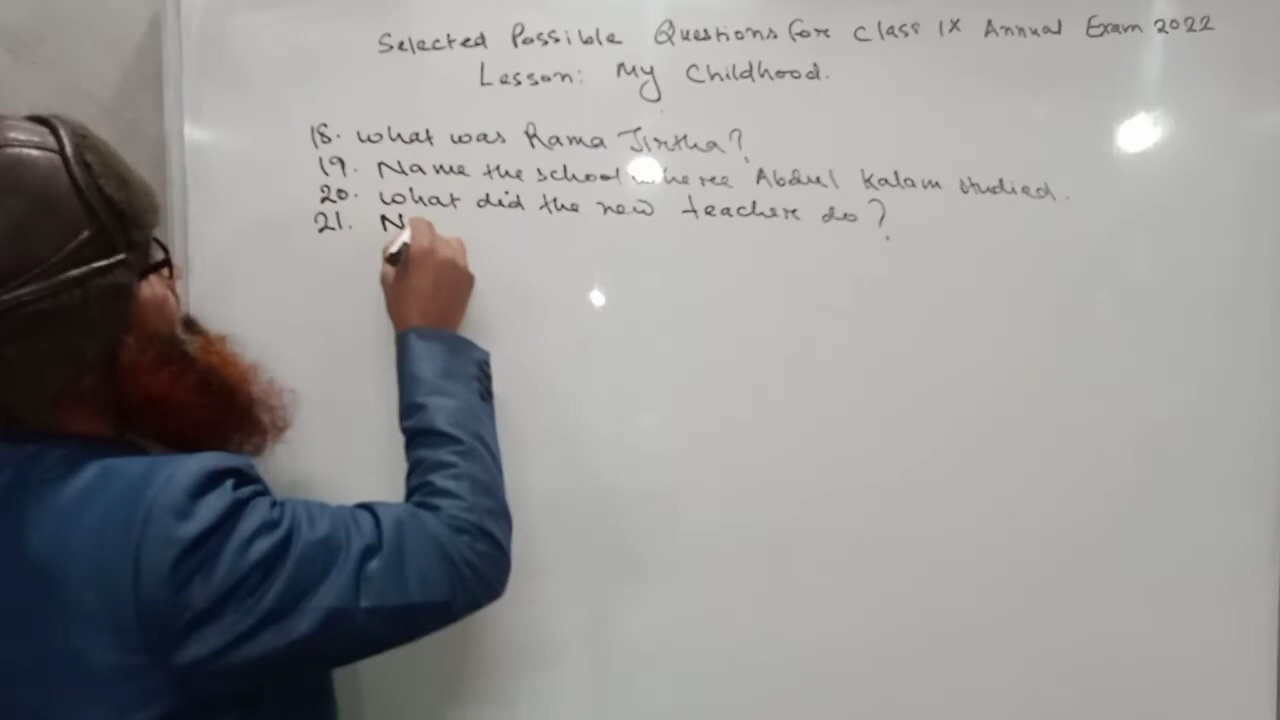 Selected Possible Questions for Class IX Annual Exam 2022
Lesson: My Childhood.
18. What was Rama Tirtha?
19. Name the school where Abdul Kalam studied.
20. What did the new teacher do?
21. N